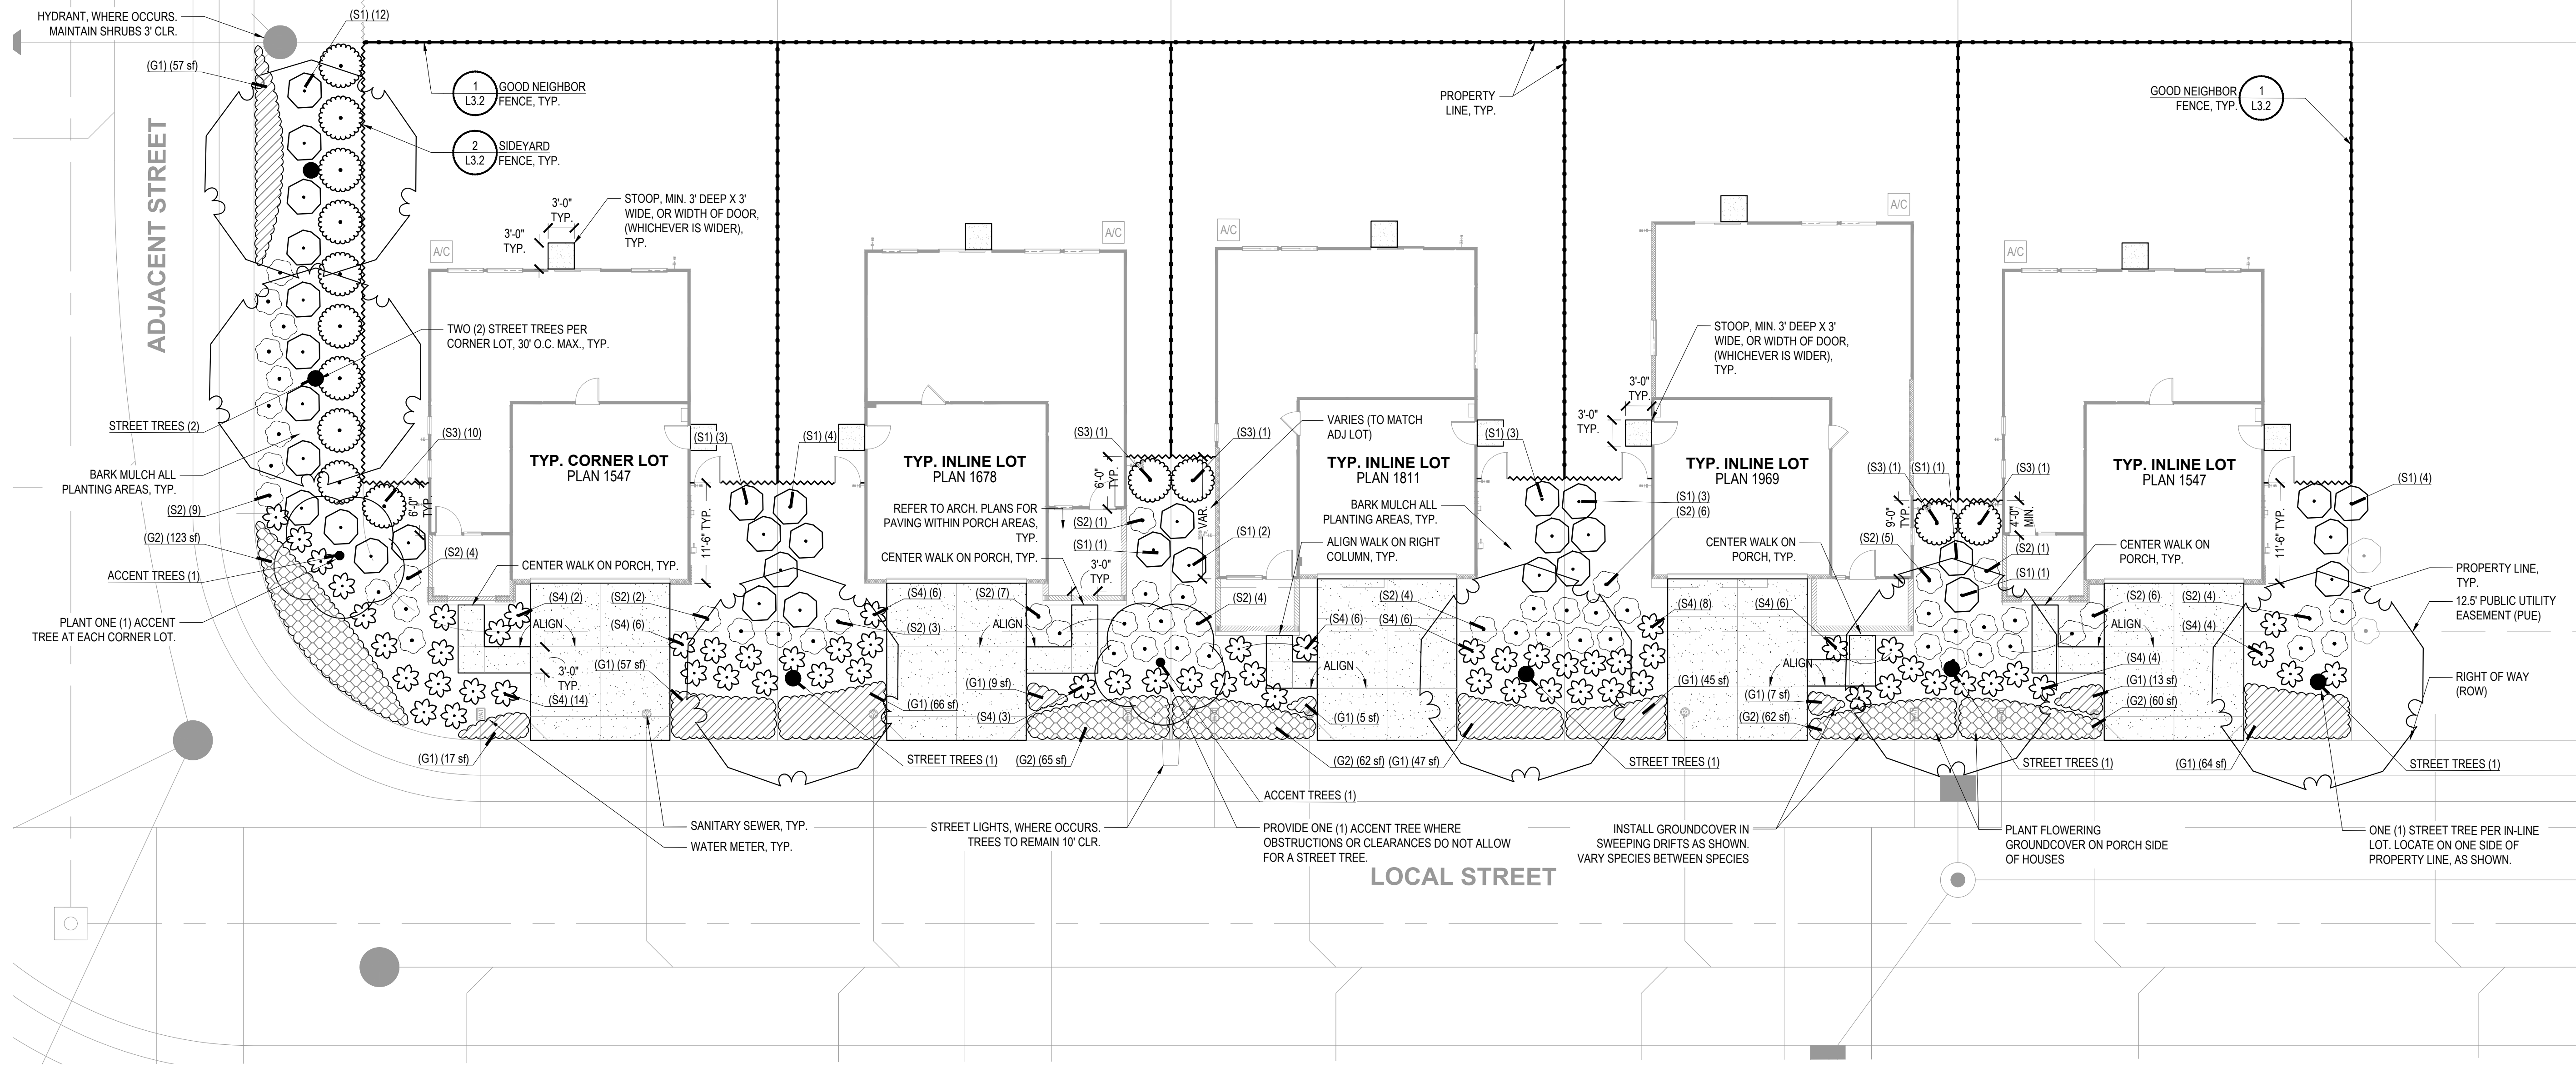 HYDRANT, WHERE OCCURS.
MAINTAIN SHRUBS 3' CLR.
(S1) (12)
(G1) (57 sf)
1
L3.2
GOOD NEIGHBOR
FENCE, TYP.
2
L3.2
SIDEYARD
FENCE, TYP.
PROPERTY
LINE, TYP.
GOOD NEIGHBOR
FENCE, TYP.
1
L3.2
ADJACENT STREET
3'-0"
TYP.
3'-0"
TYP.
STOOP, MIN. 3' DEEP X 3'
WIDE, OR WIDTH OF DOOR,
(WHICHEVER IS WIDER),
TYP.
A/C
A/C
A/C
A/C
A/C
TWO (2) STREET TREES PER
CORNER LOT, 30' O.C. MAX., TYP.
STOOP, MIN. 3' DEEP X 3'
WIDE, OR WIDTH OF DOOR,
(WHICHEVER IS WIDER),
TYP.
3'-0"
TYP.
3'-0"
TYP.
STREET TREES (2)
(S3) (10)
BARK MULCH ALL
PLANTING AREAS, TYP.
(S2) (9)
(G2) (123 sf)
ACCENT TREES (1)
PLANT ONE (1) ACCENT
TREE AT EACH CORNER LOT.
6'-0"
TYP.
(S2) (4)
TYP. CORNER LOT
PLAN 1547
CENTER WALK ON PORCH, TYP.
(S4) (2)
ALIGN
3'-0"
TYP.
(S4) (14)
(G1) (17 sf)
(S1) (3)
(S1) (4)
11'-6" TYP.
(S2) (2)
(S4) (6)
(G1) (57 sf)
(S4) (6)
(S2) (3)
(G1) (66 sf)
STREET TREES (1)
TYP. INLINE LOT
PLAN 1678
REFER TO ARCH. PLANS FOR
PAVING WITHIN PORCH AREAS,
TYP.
CENTER WALK ON PORCH, TYP.
(S2) (7)
ALIGN
3'-0"
TYP.
(S3) (1)
(S3) (1)
6'-0"
TYP.
VAR.
(S2) (1)
(S1) (1)
(S1) (2)
(S2) (4)
(G1) (9 sf)
(S4) (3)
(G2) (65 sf)
VARIES (TO MATCH
ADJ LOT)
TYP. INLINE LOT
PLAN 1811
BARK MULCH ALL
PLANTING AREAS, TYP.
ALIGN WALK ON RIGHT
COLUMN, TYP.
(S4) (6)
(S2) (4)
(S4) (6)
ALIGN
(G1) (5 sf)
(G2) (62 sf)
(G1) (47 sf)
ACCENT TREES (1)
(S1) (3)
(S1) (3)
(S2) (6)
TYP. INLINE LOT
PLAN 1969
CENTER WALK ON
PORCH, TYP.
(S4) (8)
(S4) (6)
ALIGN
(G1) (45 sf)
(G1) (7 sf)
(G2) (62 sf)
STREET TREES (1)
(S3) (1)
(S1) (1)
(S3) (1)
9'-0"
TYP.
4'-0"
MIN.
(S2) (5)
(S2) (1)
(S1) (1)
TYP. INLINE LOT
PLAN 1547
CENTER WALK ON
PORCH, TYP.
(S2) (6)
(S2) (4)
ALIGN
(S4) (4)
(S4) (4)
(G1) (13 sf)
(G2) (60 sf)
STREET TREES (1)
(G1) (64 sf)
(S1) (4)
11'-6" TYP.
PROPERTY LINE,
TYP.
12.5' PUBLIC UTILITY
EASEMENT (PUE)
RIGHT OF WAY
(ROW)
STREET TREES (1)
SANITARY SEWER, TYP.
WATER METER, TYP.
STREET LIGHTS, WHERE OCCURS.
TREES TO REMAIN 10' CLR.
PROVIDE ONE (1) ACCENT TREE WHERE
OBSTRUCTIONS OR CLEARANCES DO NOT ALLOW
FOR A STREET TREE.
INSTALL GROUNDCOVER IN
SWEEPING DRIFTS AS SHOWN.
VARY SPECIES BETWEEN SPECIES
PLANT FLOWERING
GROUNDCOVER ON PORCH SIDE
OF HOUSES
ONE (1) STREET TREE PER IN-LINE
LOT. LOCATE ON ONE SIDE OF
PROPERTY LINE, AS SHOWN.
LOCAL STREET